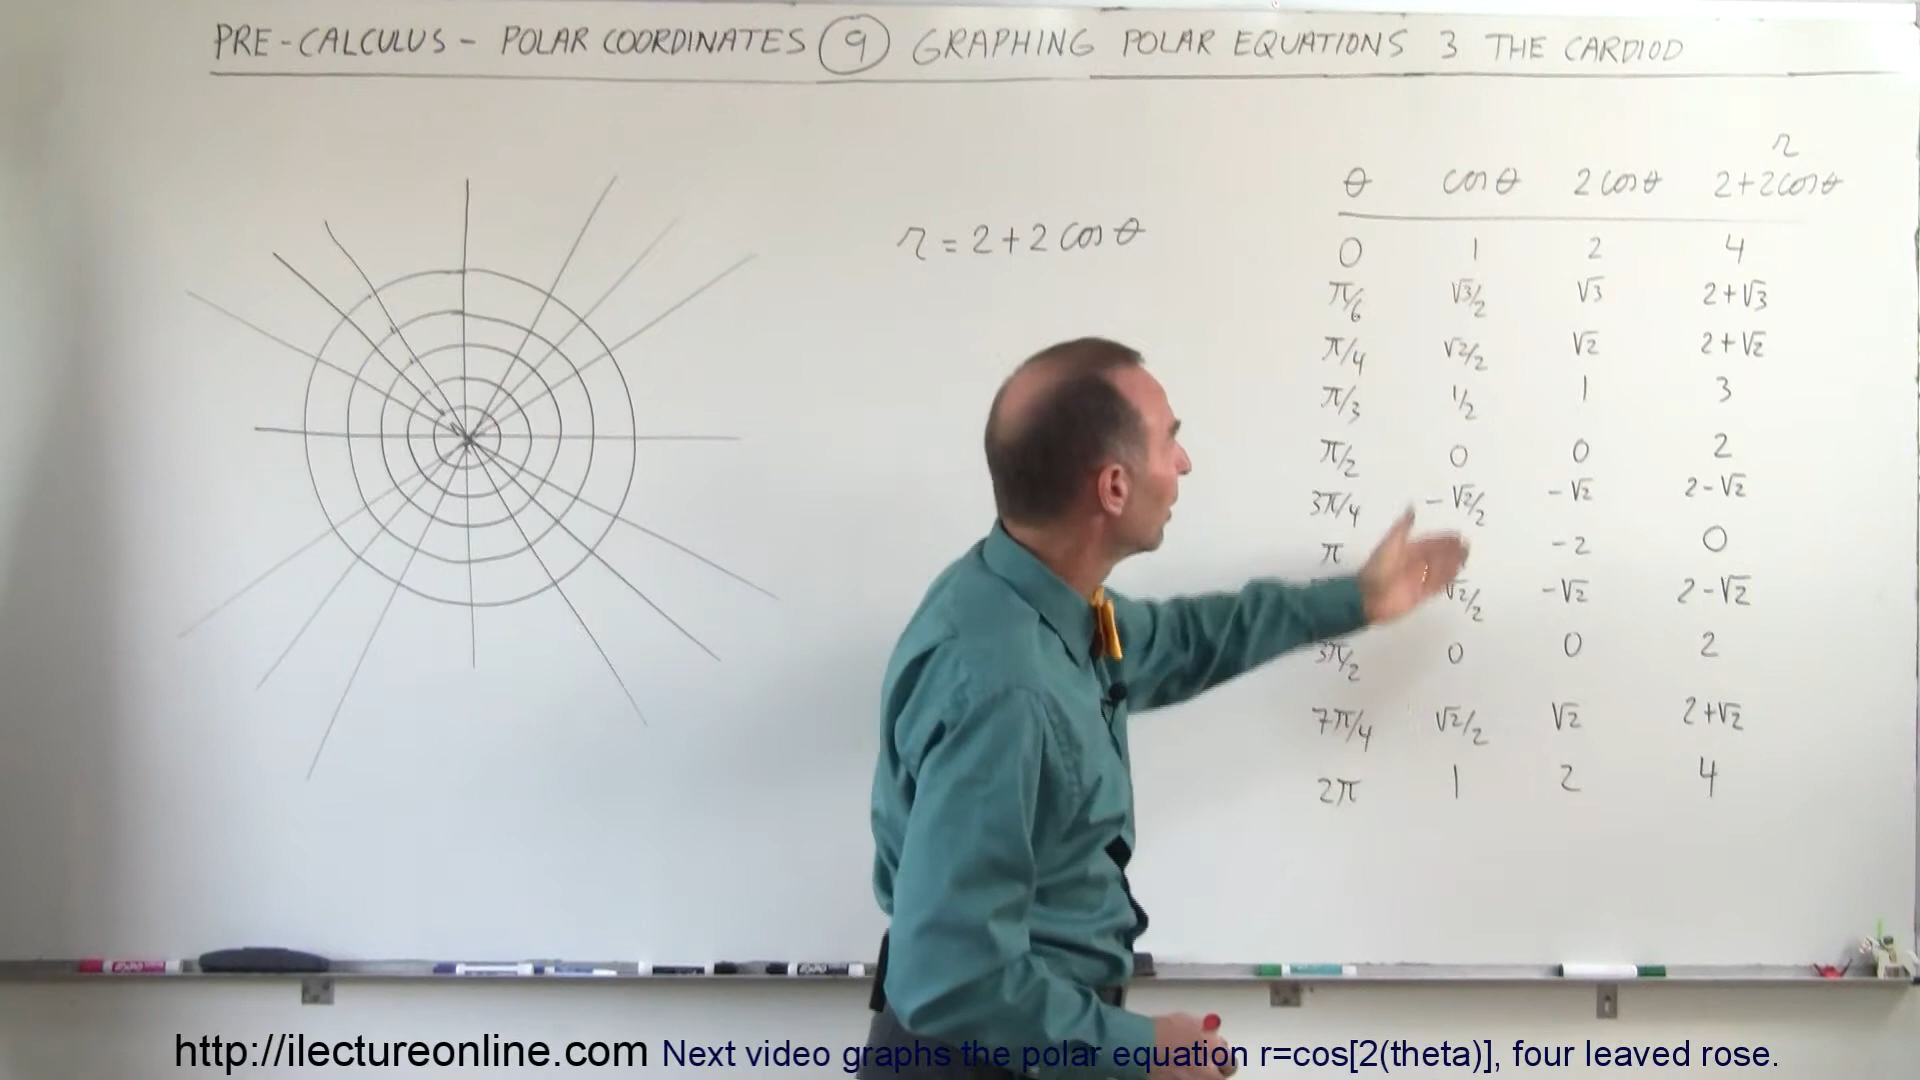 PRE-CALCULUS - POLAR COORDINATES 9 GRAPHING POLAR EQUATIONS 3 THE CARDIOD
r = 2 + 2 cos θ
r
θ cos θ 2 cos θ 2+2cos θ
0 1 2 4
π/6 √3/2 √3 2+√3
π/4 √2/2 √2 2+√2
π/3 1/2 1 3
π/2 0 0 2
3π/4 -√2/2 -√2 2-√2
π -2 0
√2/2 -√2 2-√2
3π/2 0 0 2
7π/4 √2/2 √2 2+√2
2π 1 2 4
http://ilectureonline.com Next video graphs the polar equation r=cos[2(theta)], four leaved rose.